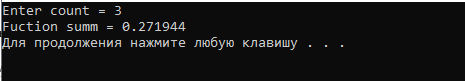 Enter count = 3
Fuction summ = 0.271944
Для продолжения нажмите любую клавишу . . .